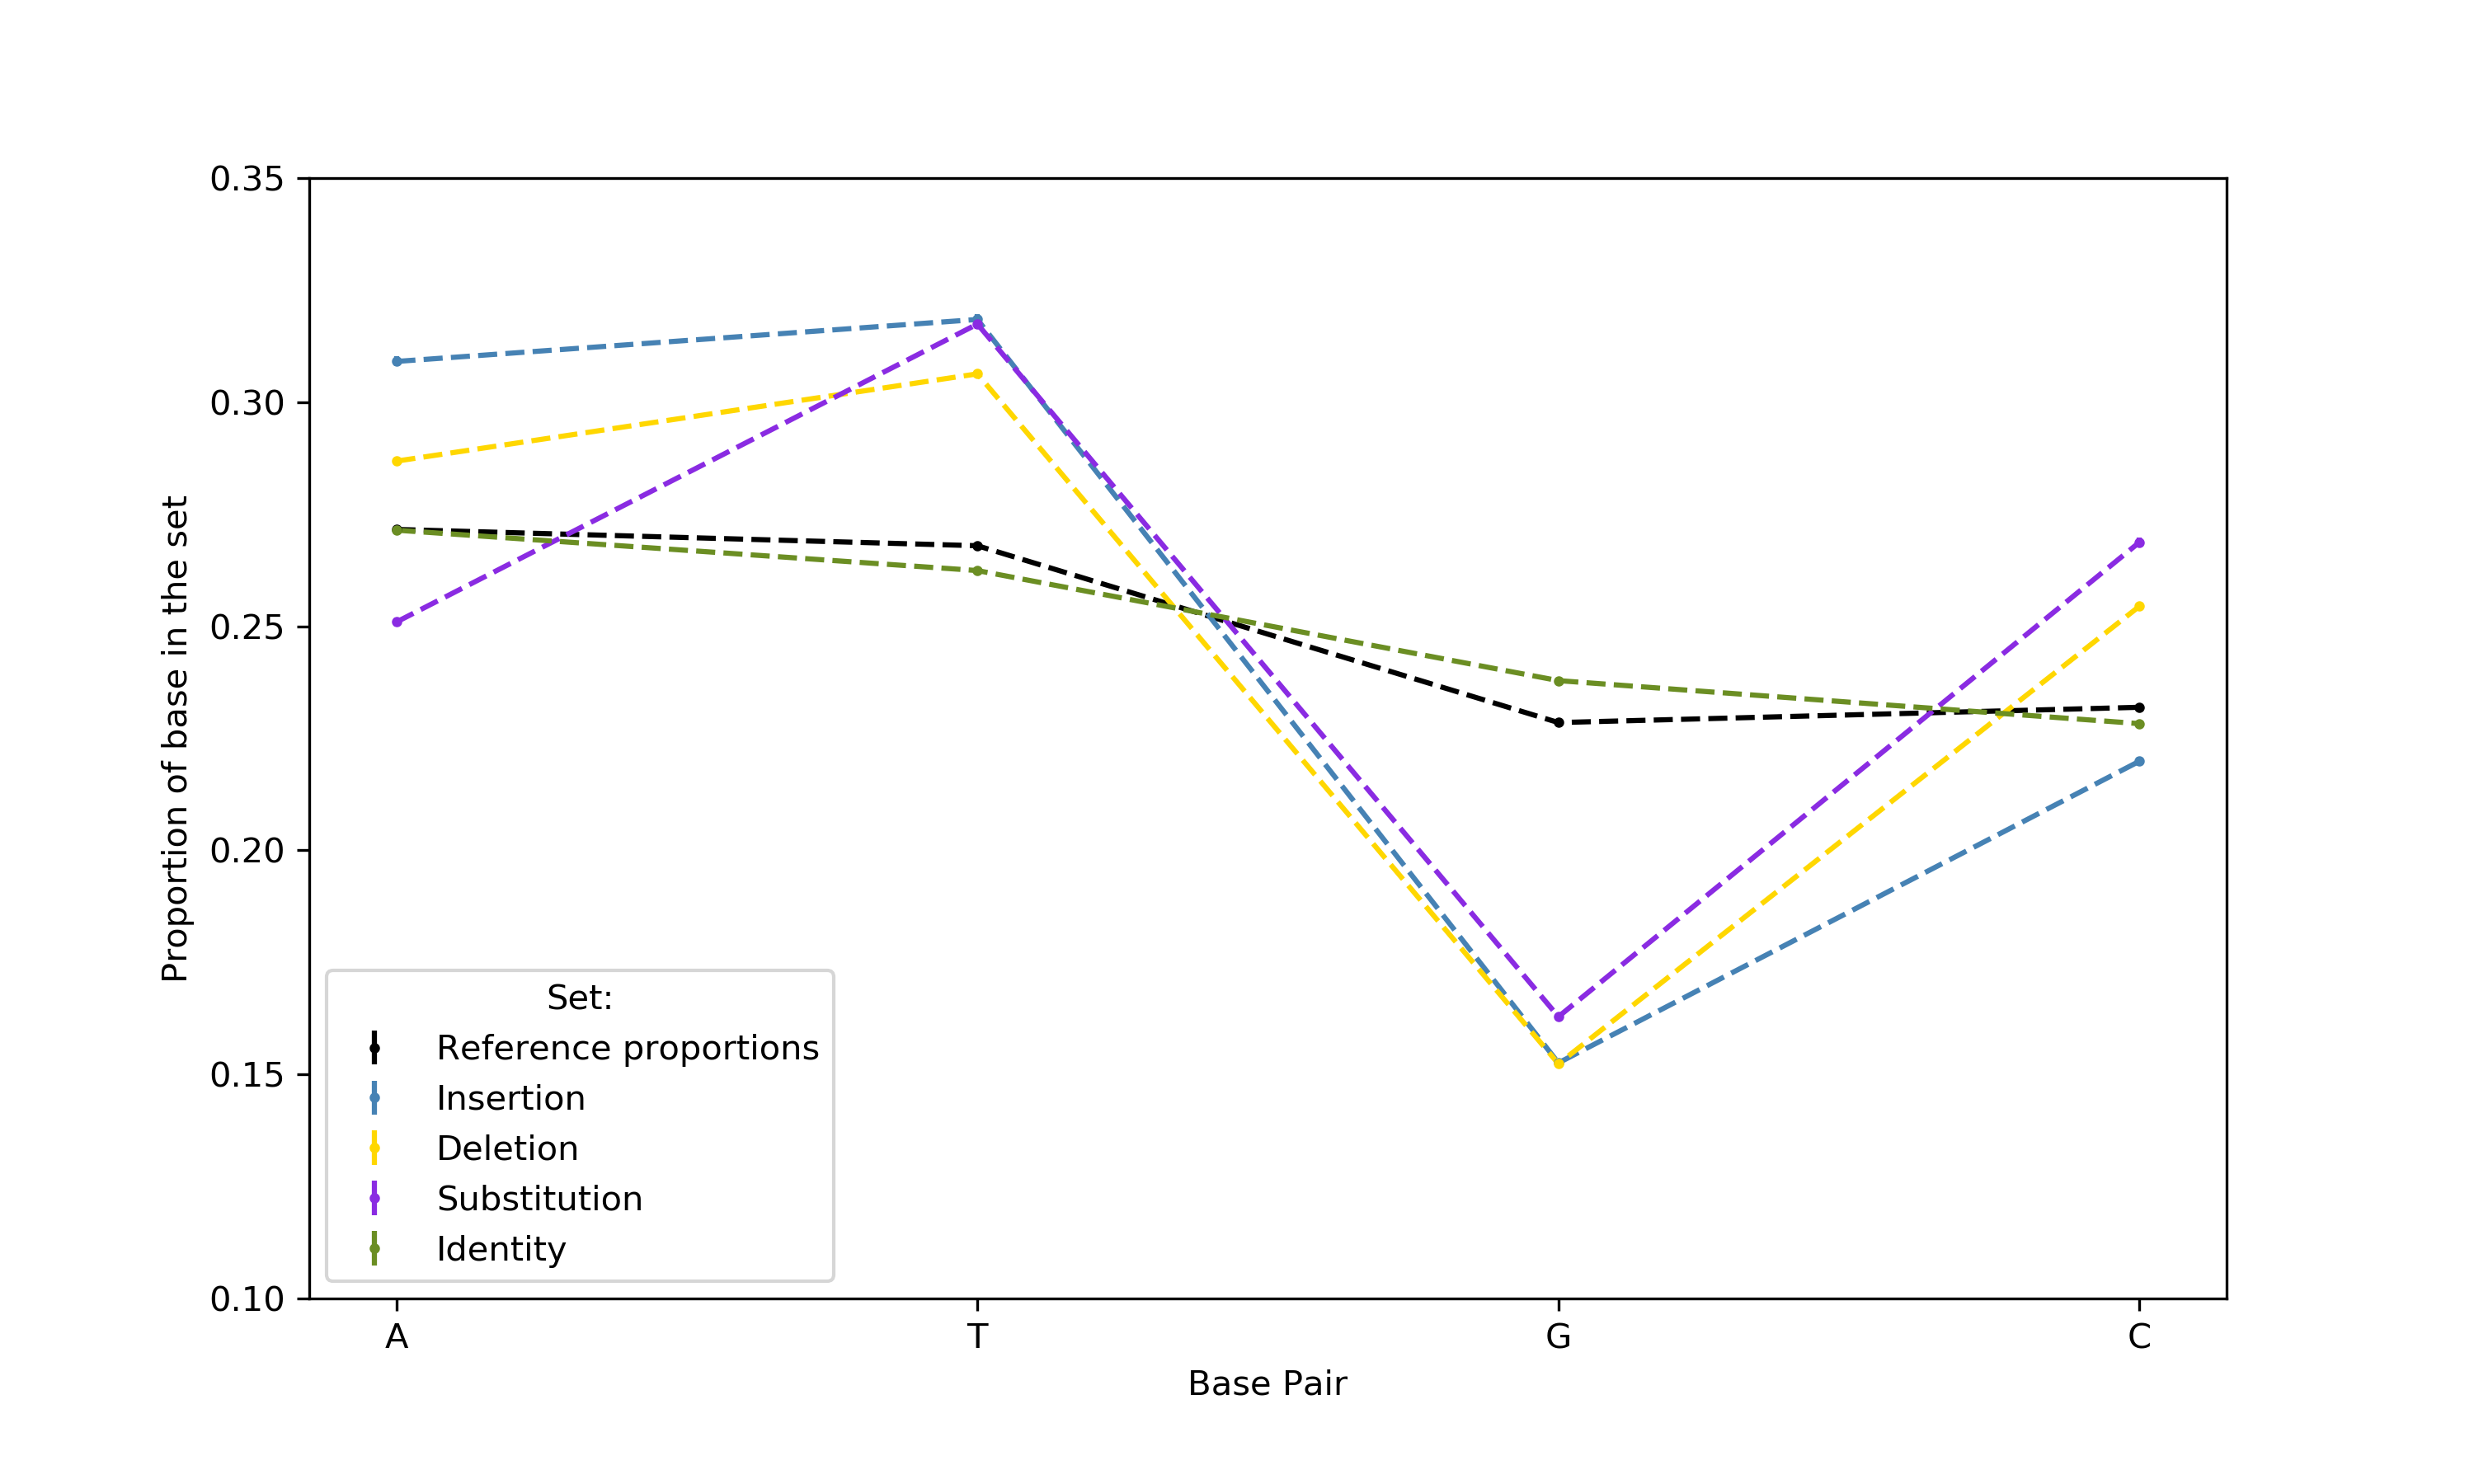 0.35
0.30
0.25
0.20
0.15
0.10
Proportion of base in the set
Set:
Reference proportions
Insertion
Deletion
Substitution
Identity
A T G C
Base Pair